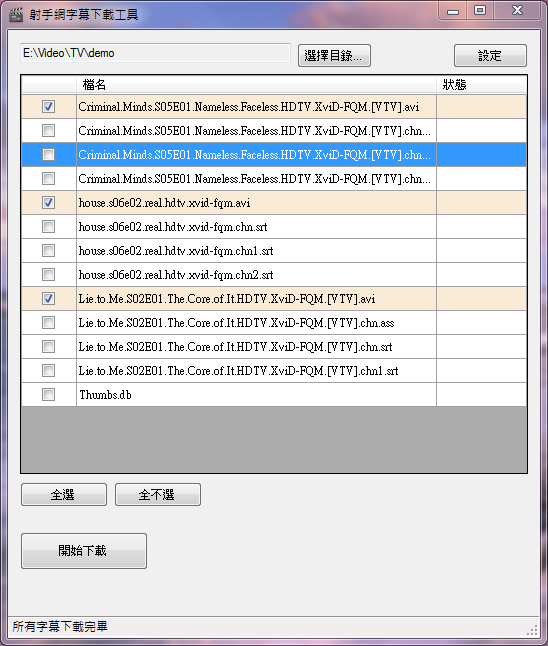 射手網字幕下載工具
E:\Video\TV\demo 選擇目錄... 設定
檔名 狀態
Criminal.Minds.S05E01.Nameless.Faceless.HDTV.XviD-FQM.[VTV].avi
Criminal.Minds.S05E01.Nameless.Faceless.HDTV.XviD-FQM.[VTV].chn...
Criminal.Minds.S05E01.Nameless.Faceless.HDTV.XviD-FQM.[VTV].chn...
Criminal.Minds.S05E01.Nameless.Faceless.HDTV.XviD-FQM.[VTV].chn...
house.s06e02.real.hdtv.xvid-fqm.avi
house.s06e02.real.hdtv.xvid-fqm.chn.srt
house.s06e02.real.hdtv.xvid-fqm.chn1.srt
house.s06e02.real.hdtv.xvid-fqm.chn2.srt
Lie.to.Me.S02E01.The.Core.of.It.HDTV.XviD-FQM.[VTV].avi
Lie.to.Me.S02E01.The.Core.of.It.HDTV.XviD-FQM.[VTV].chn.ass
Lie.to.Me.S02E01.The.Core.of.It.HDTV.XviD-FQM.[VTV].chn.srt
Lie.to.Me.S02E01.The.Core.of.It.HDTV.XviD-FQM.[VTV].chn1.srt
Thumbs.db
全選 全不選
開始下載
所有字幕下載完畢